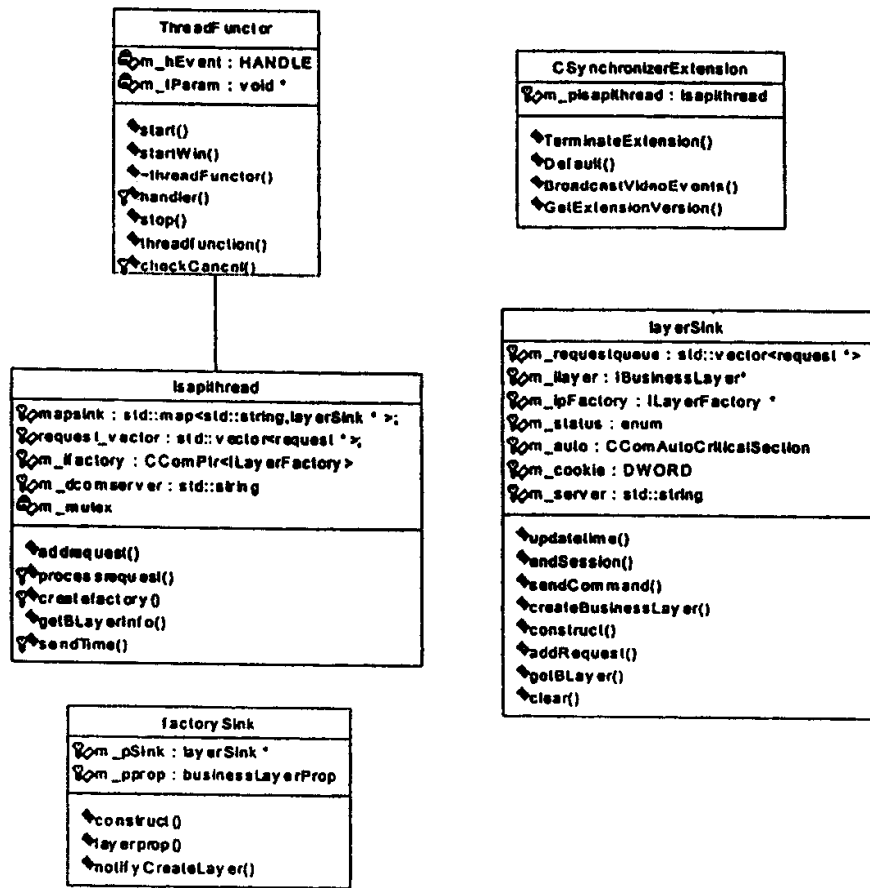 ThreadFunctor
m_hEvent : HANDLE
m_lParam : void *
start()
startWin()
~threadFunctor()
handler()
stop()
threadfunction()
checkCancel()
CSynchronizerExtension
m_pisapithread : isapithread
TerminateExtension()
Default()
BroadcastVideoEvents()
GetExtensionVersion()
isapithread
mapsink : std::map<std::string,layerSink * >;
request_vector : std::vector<request *>;
m_ifactory : CComPtr<ILayerFactory>
m_dcomserver : std::string
m_mutex
addrequest()
processrequest()
createfactory()
getBLayerInfo()
sendTime()
layerSink
m_requestqueue : std::vector<request *>
m_ilayer : IBusinessLayer*
m_ipFactory : ILayerFactory *
m_status : enum
m_auto : CComAutoCriticalSection
m_cookie : DWORD
m_server : std::string
updatetime()
endSession()
sendCommand()
createBusinessLayer()
construct()
addRequest()
getBLayer()
clear()
factorySink
m_pSink : layerSink *
m_pprop : businessLayerProp
construct()
layerprop()
notifyCreateLayer()